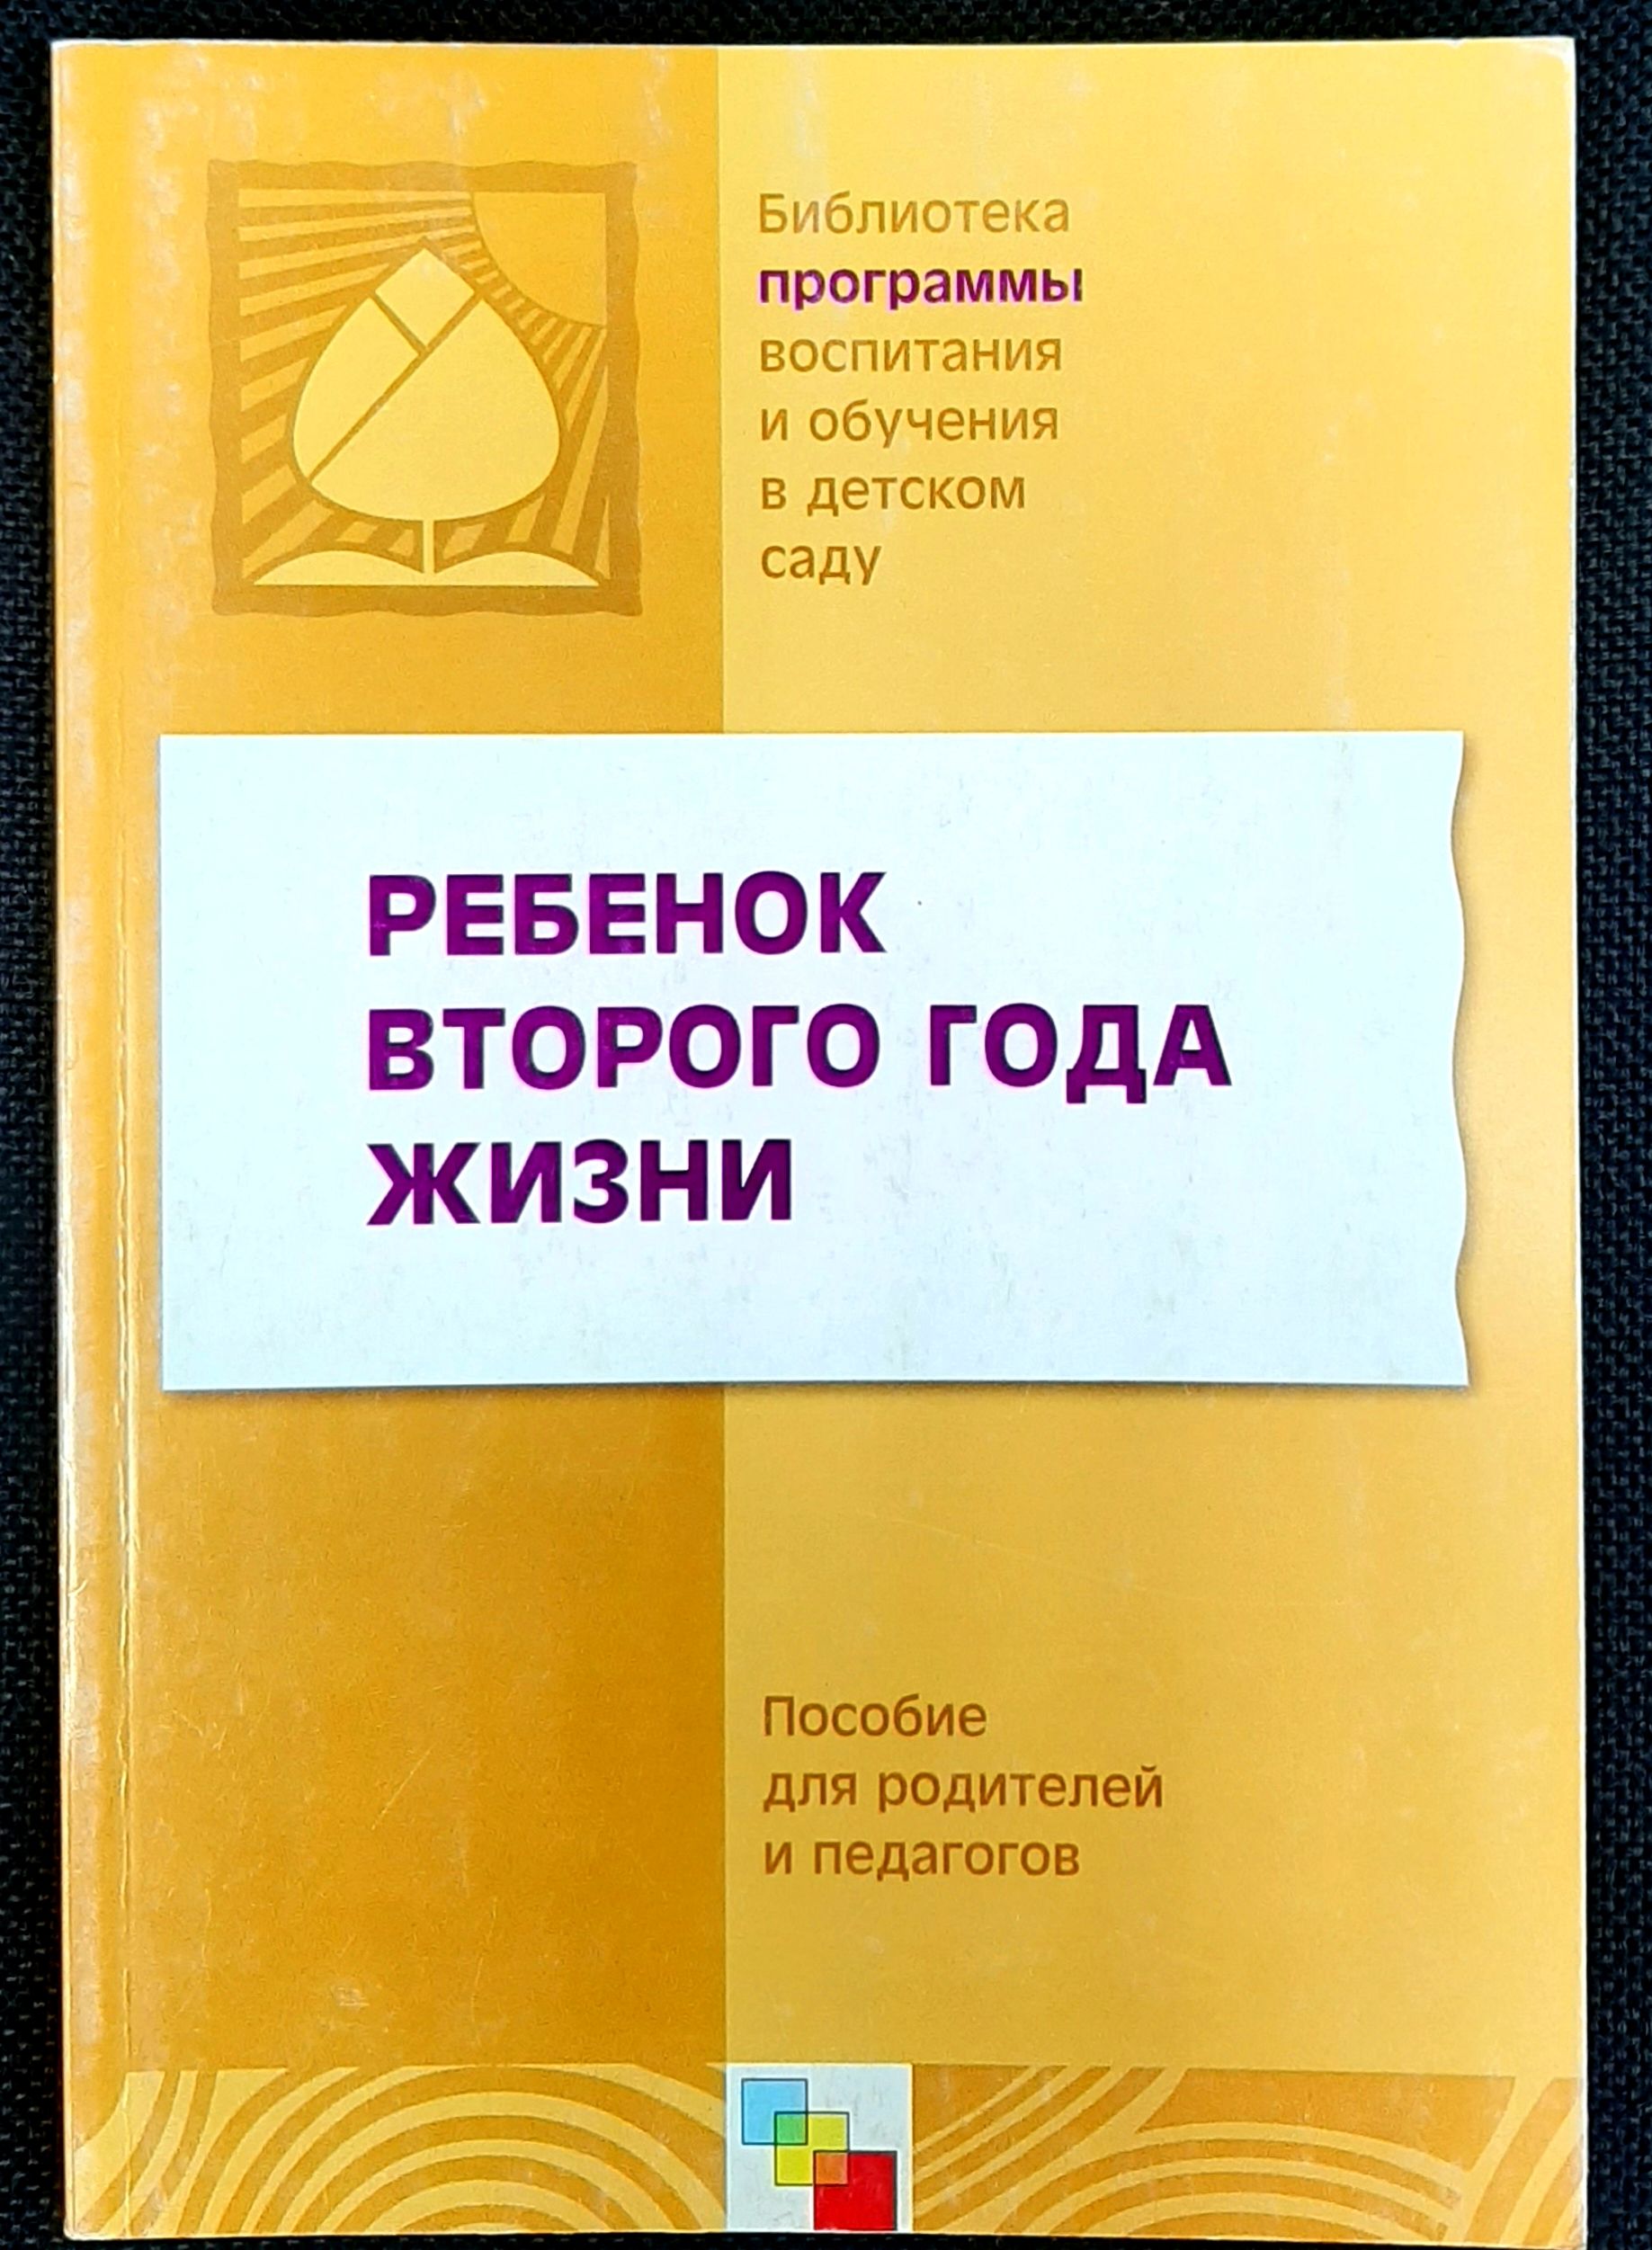 Библиотека
программы
воспитания
и обучения
в детском
саду
РЕБЕНОК
ВТОРОГО ГОДА
ЖИЗНИ
Пособие
для родителей
и педагогов